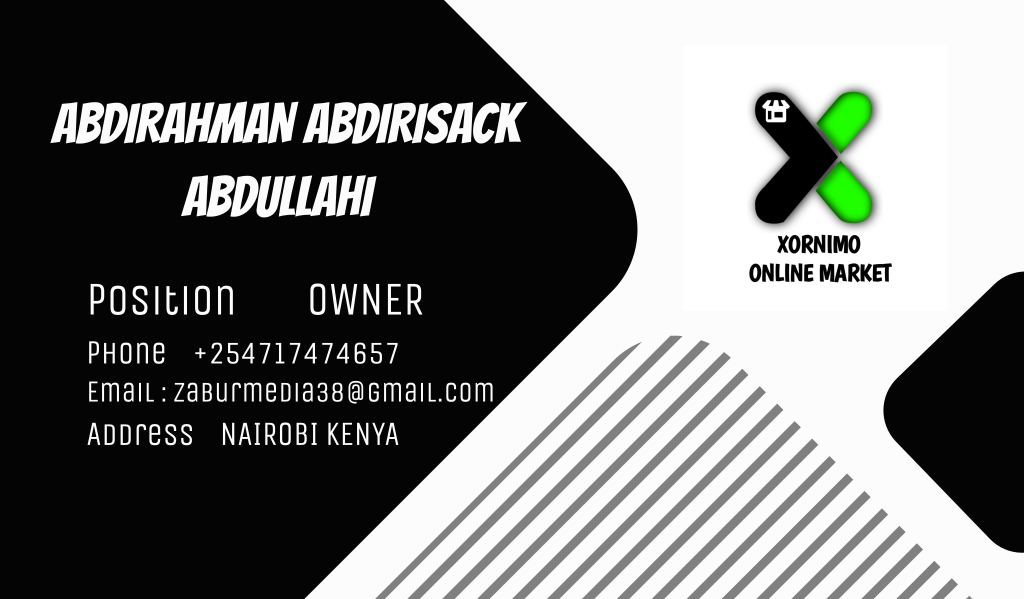 ABDIRAHMAN ABDIRISACK
ABDULLAHI
Position OWNER
Phone +254717474657
Email : zaburmedia38@gmail.com
Address NAIROBI KENYA
XORNIMO
ONLINE MARKET